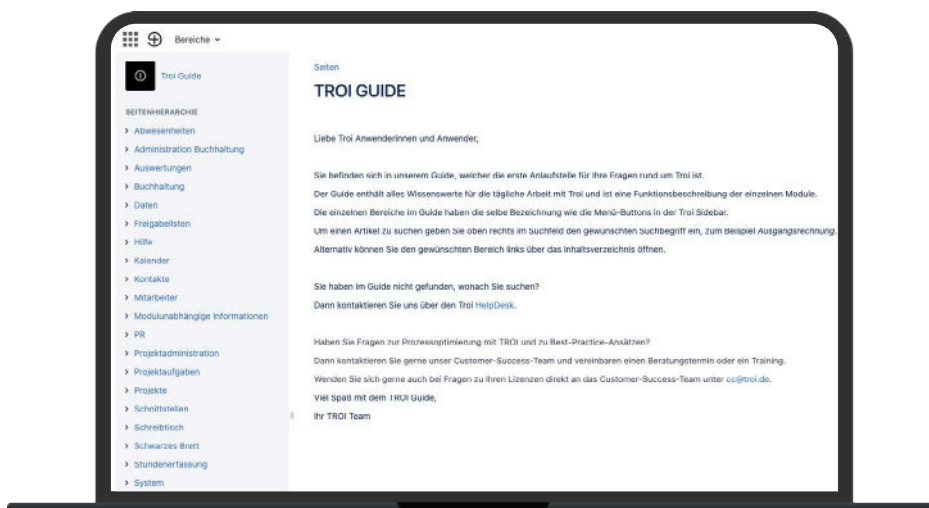 Bereiche
Troi Guide
SEITENHIERARCHIE
Abwesenheiten
Administration Buchhaltung
Auswertungen
Buchhaltung
Daten
Freigabelisten
Hilfe
Kalender
Kontakte
Mitarbeiter
Modulunabhängige Informationen
PR
Projektadministration
Projektaufgaben
Projekte
Schnittstellen
Schreibtisch
Schwarzes Brett
Stundenerfassung
System
Seiten
TROI GUIDE
Liebe Troi Anwenderinnen und Anwender,
Sie befinden sich in unserem Guide, welcher die erste Anlaufstelle für Ihre Fragen rund um Troi ist.
Der Guide enthält alles Wissenswerte für die tägliche Arbeit mit Troi und ist eine Funktionsbeschreibung der einzelnen Module.
Die einzelnen Bereiche im Guide haben die selbe Bezeichnung wie die Menü-Buttons in der Troi Sidebar.
Um einen Artikel zu suchen geben Sie oben rechts im Suchfeld den gewünschten Suchbegriff ein, zum Beispiel Ausgangsrechnung.
Alternativ können Sie den gewünschten Bereich links über das Inhaltsverzeichnis öffnen.
Sie haben im Guide nicht gefunden, wonach Sie suchen?
Dann kontaktieren Sie uns über den Troi HelpDesk.
Haben Sie Fragen zur Prozessoptimierung mit TROI und zu Best-Practice-Ansätzen?
Dann kontaktieren Sie gerne unser Customer-Success-Team und vereinbaren einen Beratungstermin oder ein Training.
Wenden Sie sich gerne auch bei Fragen zu Ihren Lizenzen direkt an das Customer-Success-Team unter cc@troi.de.
Viel Spaß mit dem TROI Guide,
Ihr TROI Team